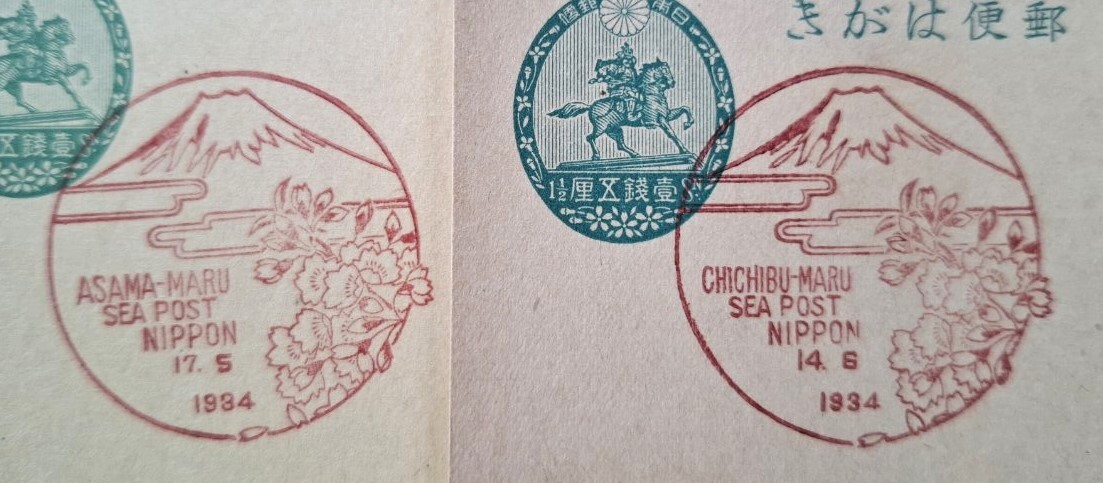 壹錢五
ASAMA-MARU
SEA POST
NIPPON
17. 5
1934
郵便はがき
壹錢五厘 1½
CHICHIBU-MARU
SEA POST
NIPPON
14. 6
1934